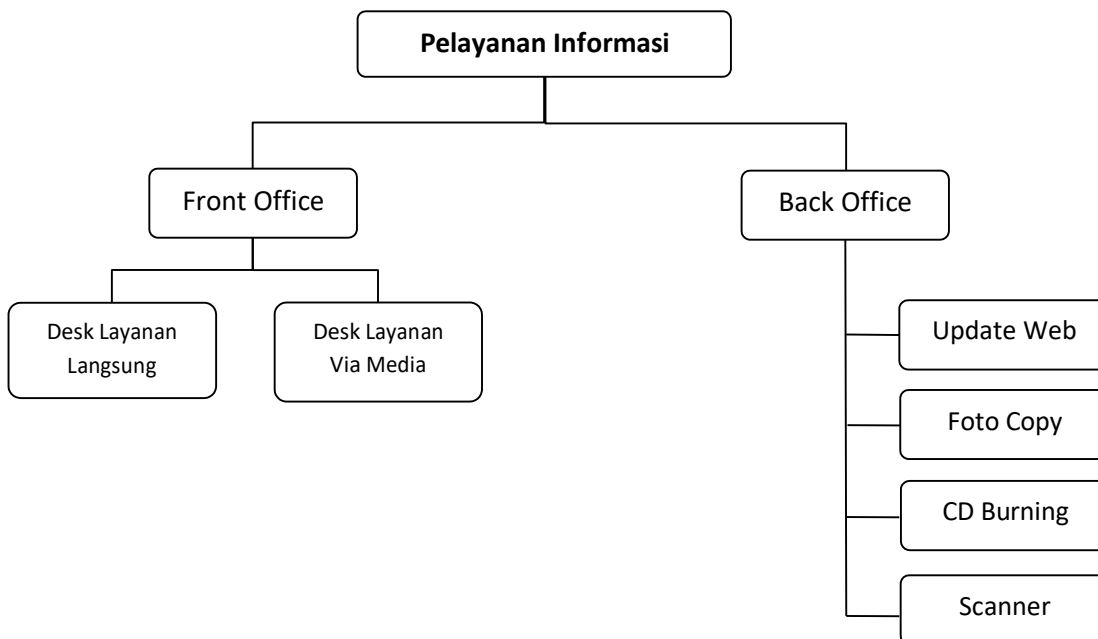 Pelayanan Informasi
Front Office
Back Office
Desk Layanan
Langsung
Desk Layanan
Via Media
Update Web
Foto Copy
CD Burning
Scanner